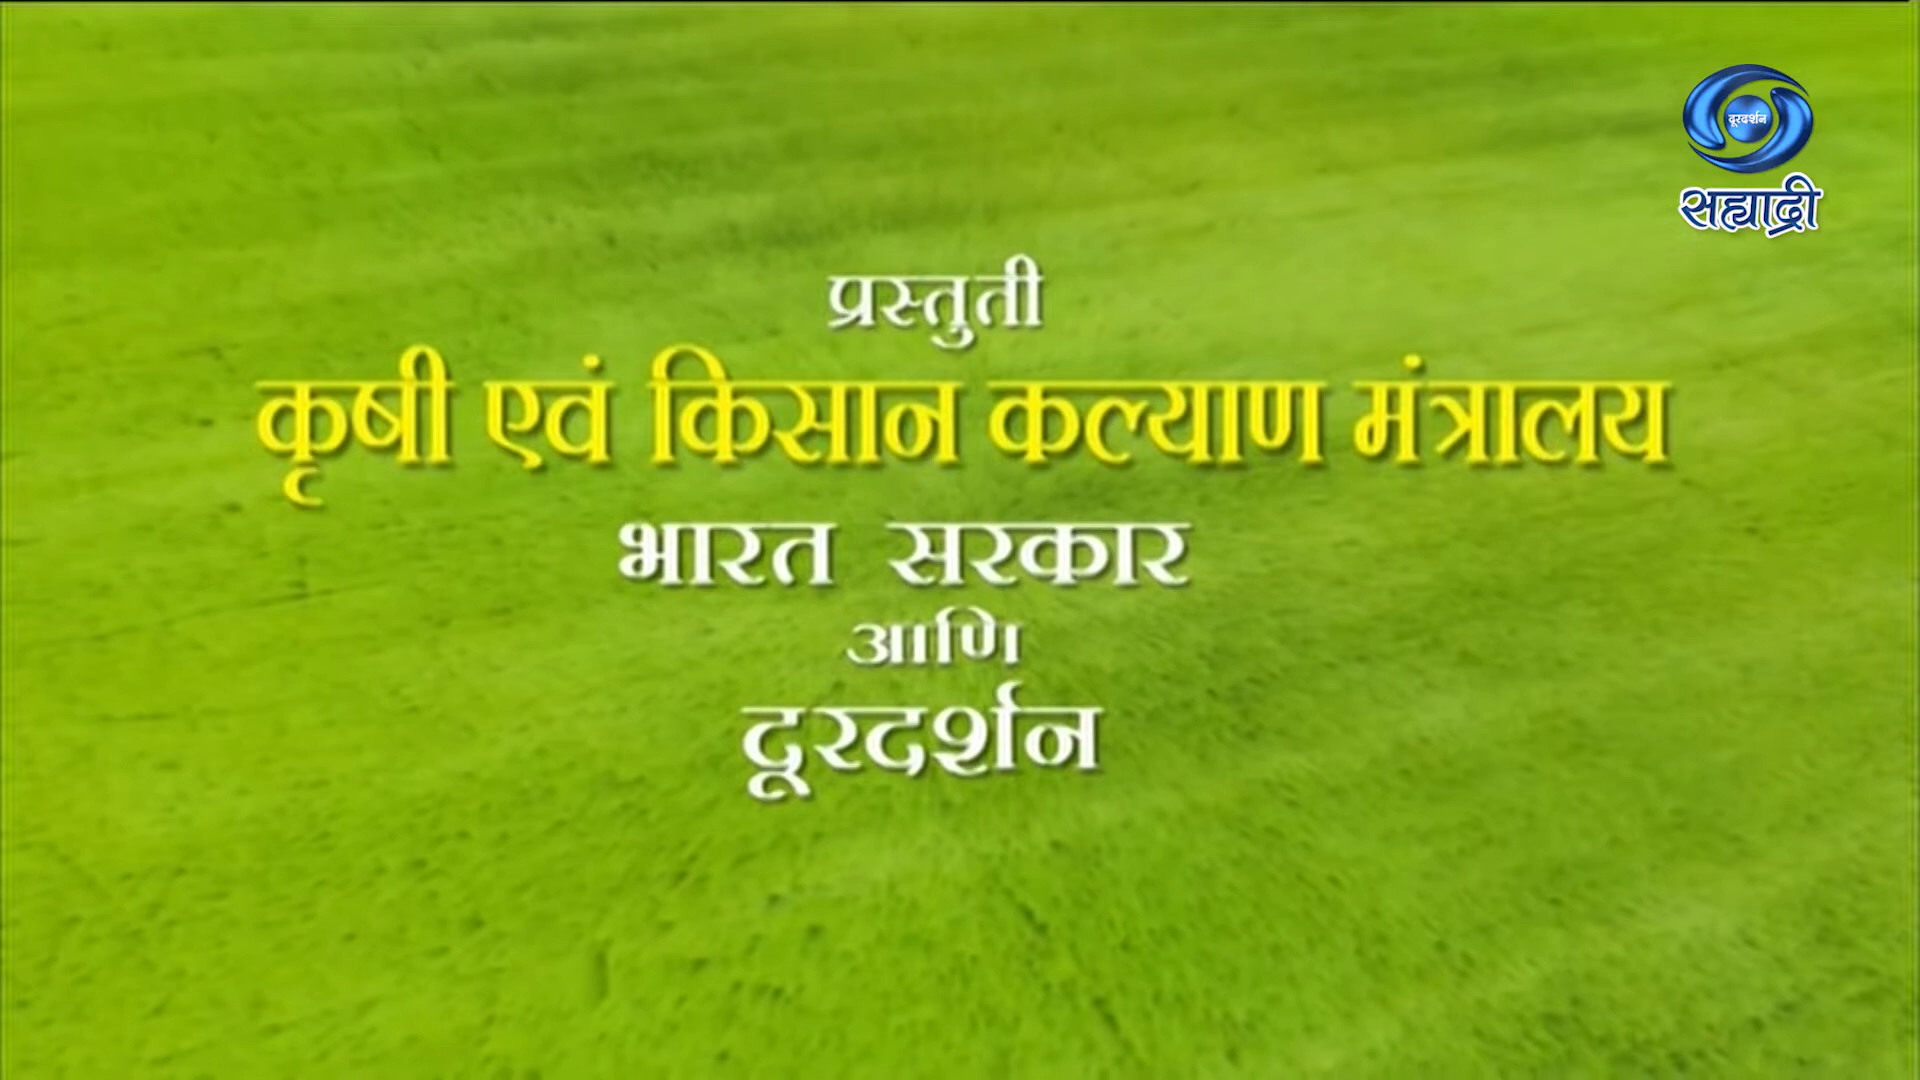 दूरदर्शन
सह्याद्री
प्रस्तुती
कृषी एवं किसान कल्याण मंत्रालय
भारत सरकार
आणि
दूरदर्शन